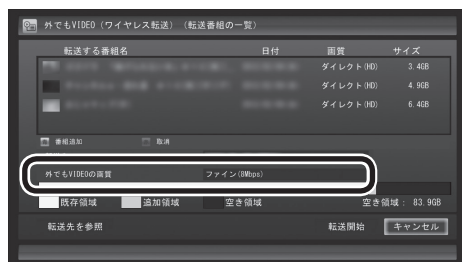 外でもVIDEO（ワイヤレス転送）（転送番組の一覧）
転送する番組名 日付 画質 サイズ
ダイレクト(HD) 3.4GB
ダイレクト(HD) 4.9GB
ダイレクト(HD) 6.4GB
番組追加 取消
外でもVIDEOの画質 ファイン(8Mbps)
既存領域 追加領域 空き領域 空き領域： 83.9GB
転送先を参照 転送開始 キャンセル